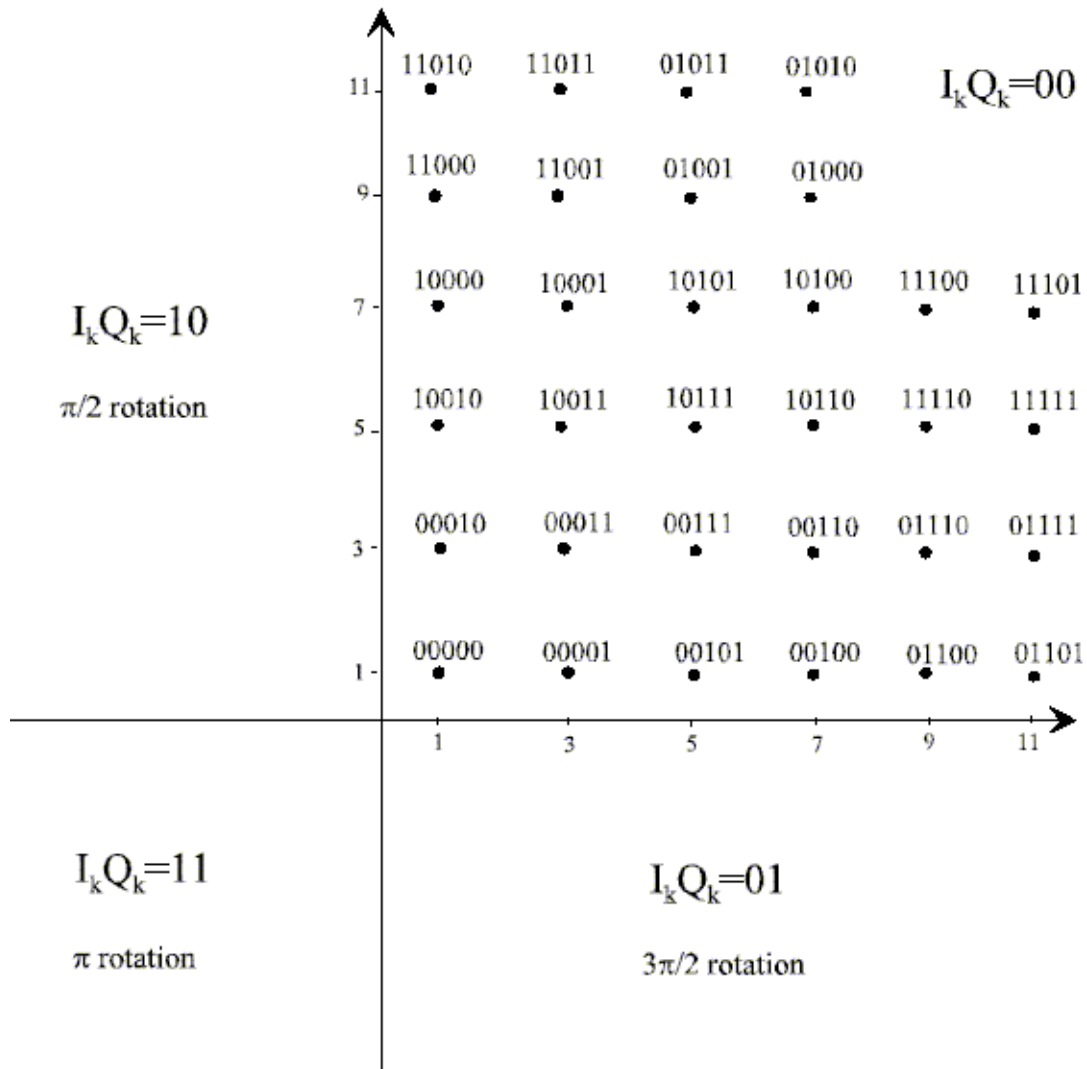 11010 11011 01011 01010
11 I_kQ_k=00
11000 11001 01001 01000
9
10000 10001 10101 10100 11100 11101
7
I_kQ_k=10
10010 10011 10111 10110 11110 11111
π/2 rotation
5
00010 00011 00111 00110 01110 01111
3
00000 00001 00101 00100 01100 01101
1
1 3 5 7 9 11
I_kQ_k=11 I_kQ_k=01
π rotation 3π/2 rotation